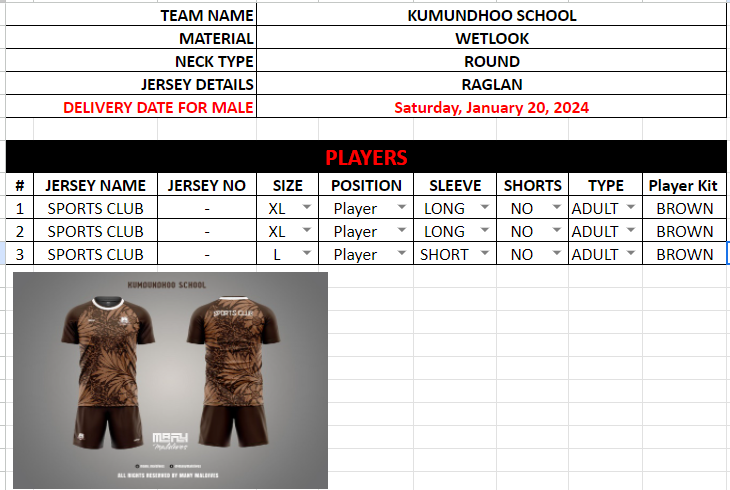 TEAM NAME KUMUNDHOO SCHOOL
MATERIAL WETLOOK
NECK TYPE ROUND
JERSEY DETAILS RAGLAN
DELIVERY DATE FOR MALE Saturday, January 20, 2024
PLAYERS
# JERSEY NAME JERSEY NO SIZE POSITION SLEEVE SHORTS TYPE Player Kit
1 SPORTS CLUB - XL Player LONG NO ADULT BROWN
2 SPORTS CLUB - XL Player LONG NO ADULT BROWN
3 SPORTS CLUB - L Player SHORT NO ADULT BROWN
KUMUNDHOO SCHOOL
SPORTS CLUB
Maldives
ALL RIGHTS RESERVED BY MANY MALDIVES